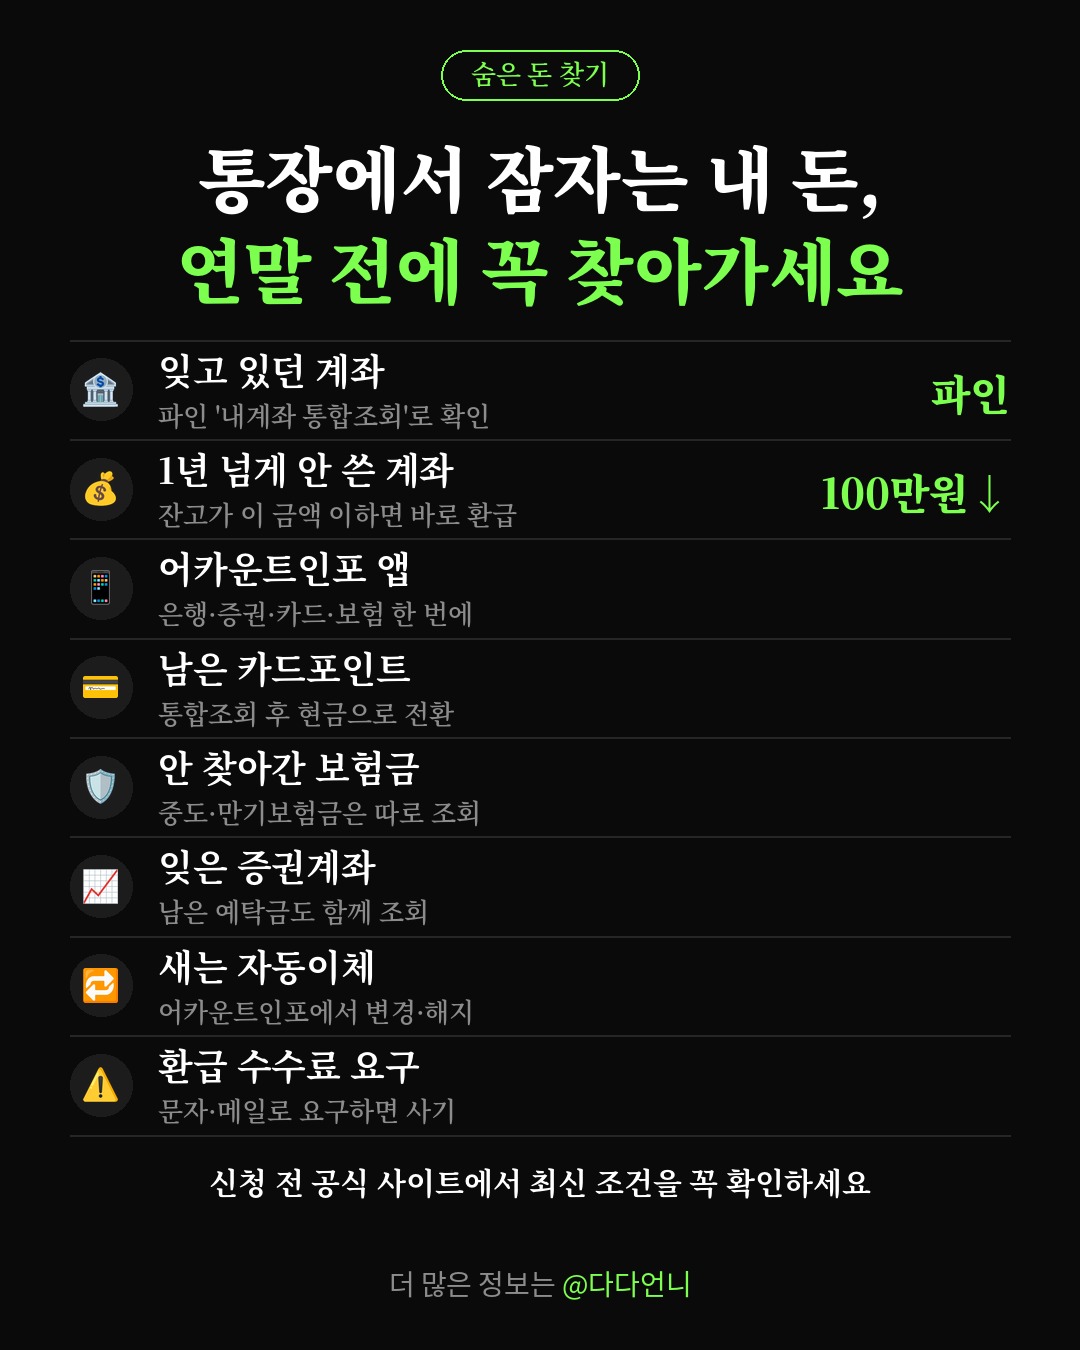 숨은 돈 찾기
통장에서 잠자는 내 돈,
연말 전에 꼭 찾아가세요
잊고 있던 계좌
파인 '내계좌 통합조회'로 확인
파인
1년 넘게 안 쓴 계좌
잔고가 이 금액 이하면 바로 환급
100만원↓
어카운트인포 앱
은행·증권·카드·보험 한 번에
남은 카드포인트
통합조회 후 현금으로 전환
안 찾아간 보험금
중도·만기보험금은 따로 조회
잊은 증권계좌
남은 예탁금도 함께 조회
새는 자동이체
어카운트인포에서 변경·해지
환급 수수료 요구
문자·메일로 요구하면 사기
신청 전 공식 사이트에서 최신 조건을 꼭 확인하세요
더 많은 정보는 @다다언니